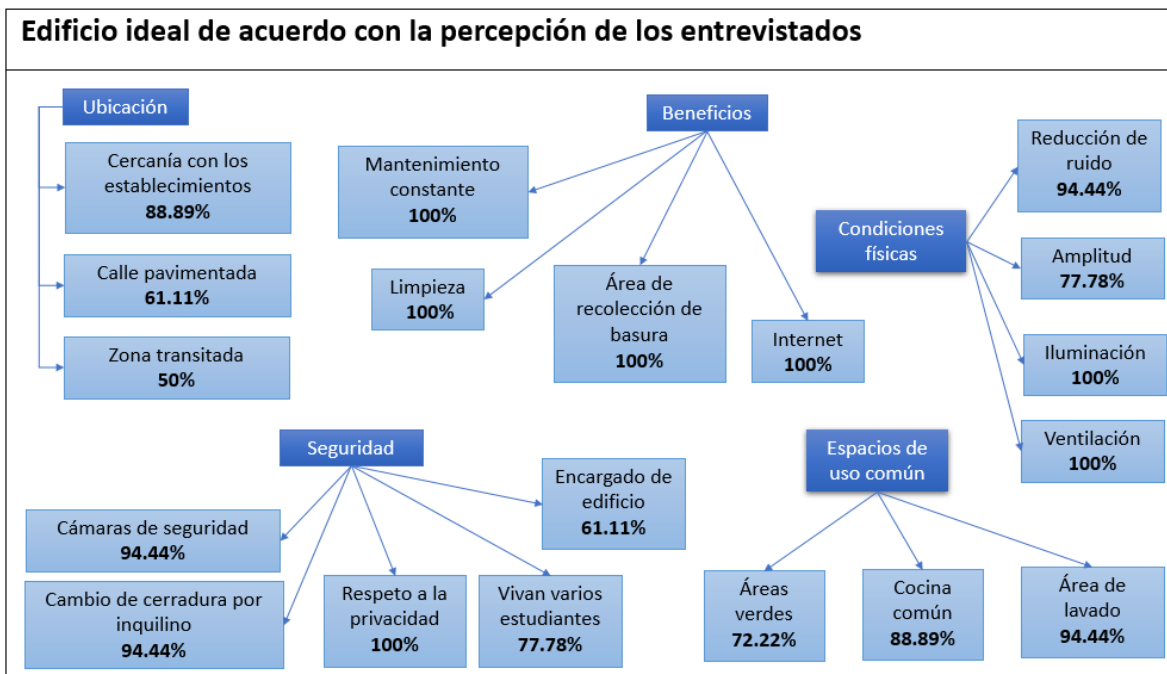 Edificio ideal de acuerdo con la percepción de los entrevistados
Ubicación
Cercanía con los
establecimientos
88.89%
Calle pavimentada
61.11%
Zona transitada
50%
Beneficios
Mantenimiento
constante
100%
Limpieza
100%
Área de
recolección de
basura
100%
Internet
100%
Condiciones
físicas
Reducción de
ruido
94.44%
Amplitud
77.78%
Iluminación
100%
Ventilación
100%
Seguridad
Cámaras de seguridad
94.44%
Cambio de cerradura por
inquilino
94.44%
Respeto a la
privacidad
100%
Vivan varios
estudiantes
77.78%
Encargado de
edificio
61.11%
Espacios de
uso común
Áreas
verdes
72.22%
Cocina
común
88.89%
Área de
lavado
94.44%